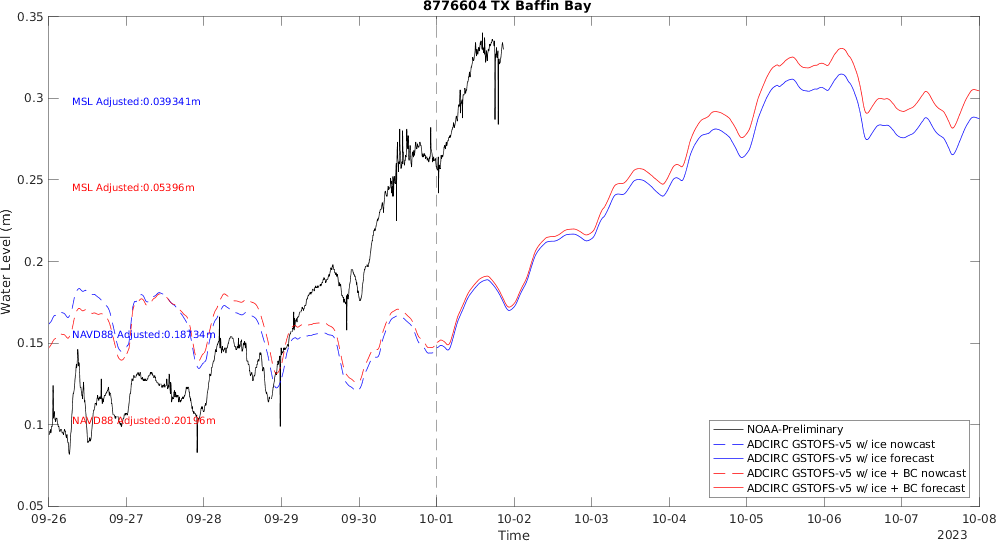 8776604 TX Baffin Bay
0.35
0.3
0.25
0.2
0.15
0.1
0.05
Water Level (m)
MSL Adjusted:0.039341m
MSL Adjusted:0.05396m
NAVD88 Adjusted:0.18734m
NAVD88 Adjusted:0.20196m
NOAA-Preliminary
ADCIRC GSTOFS-v5 w/ ice nowcast
ADCIRC GSTOFS-v5 w/ ice forecast
ADCIRC GSTOFS-v5 w/ ice + BC nowcast
ADCIRC GSTOFS-v5 w/ ice + BC forecast
09-26 09-27 09-28 09-29 09-30 10-01 10-02 10-03 10-04 10-05 10-06 10-07 10-08
Time
2023